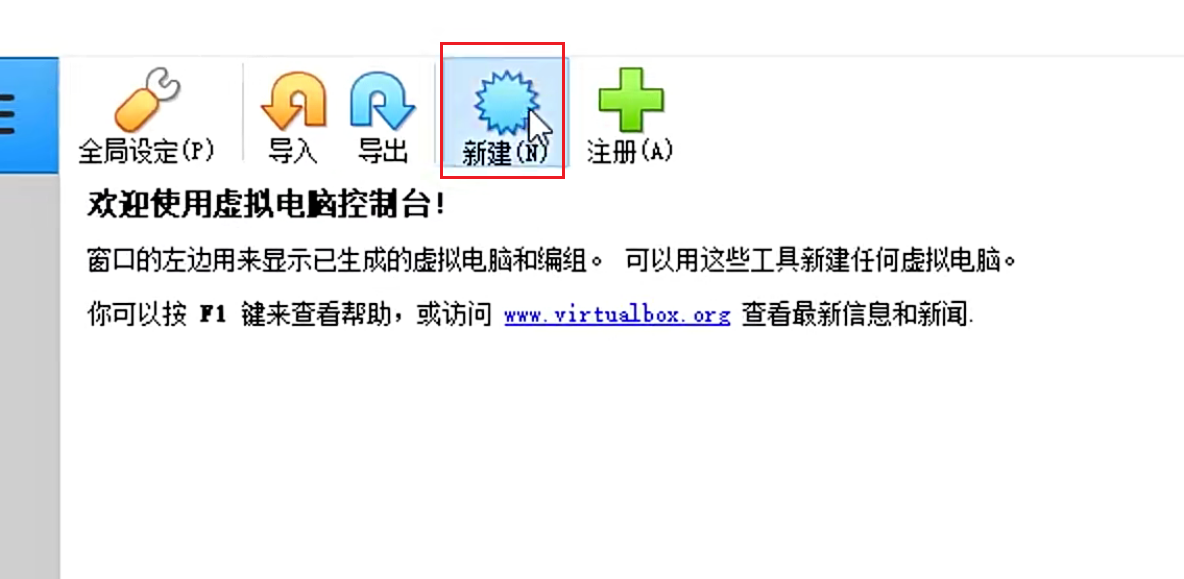 全局设定(P) 导入 导出 新建(N) 注册(A)
欢迎使用虚拟电脑控制台!
窗口的左边用来显示已生成的虚拟电脑和编组。 可以用这些工具新建任何虚拟电脑。
你可以按 F1 键来查看帮助，或访问 www.virtualbox.org 查看最新信息和新闻.